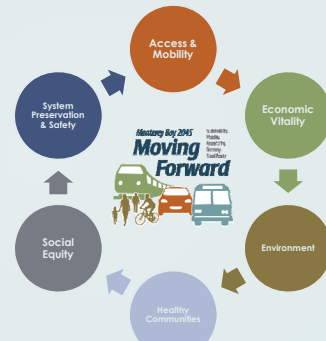 Access &
Mobility
Economic
Vitality
Environment
Healthy
Communities
Social
Equity
System
Preservation
& Safety
Monterey Bay 2045
Moving
Forward